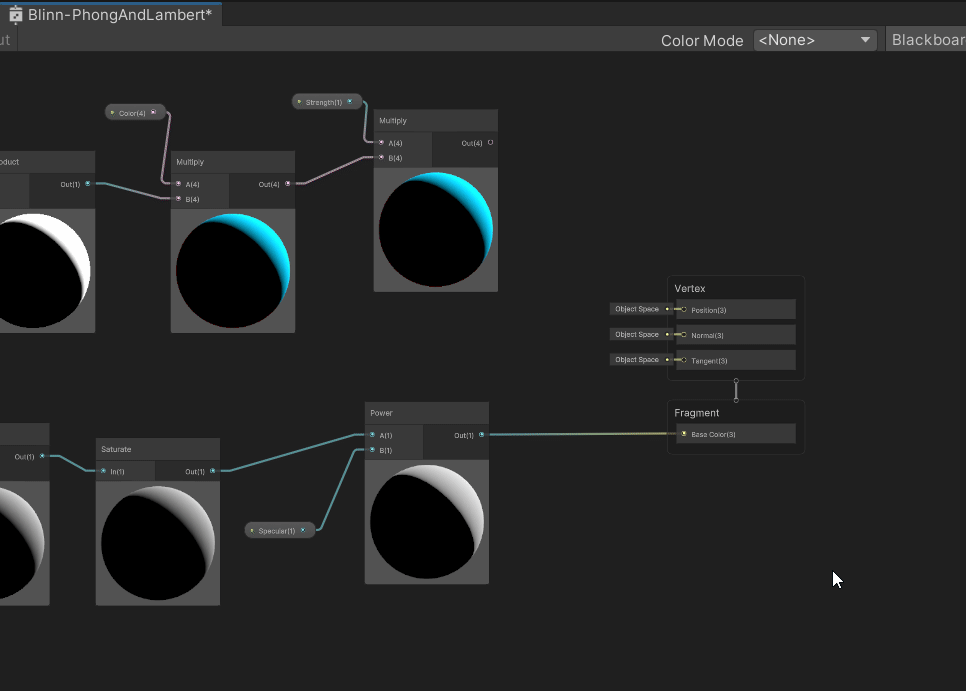 Blinn-PhongAndLambert*
ut
Color Mode
<None>
Blackboar
Color(4)
Strength(1)
Multiply
A(4)
B(4)
Out(4)
oduct
Out(1)
Multiply
A(4)
B(4)
Out(4)
Vertex
Object Space
Position(3)
Object Space
Normal(3)
Object Space
Tangent(3)
Fragment
Base Color(3)
Power
A(1)
B(1)
Out(1)
Out(1)
Saturate
In(1)
Out(1)
Specular(1)